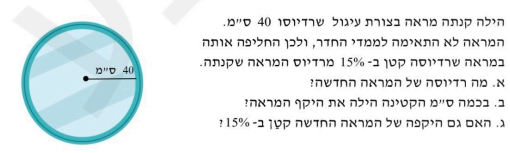 הילה קנתה מראה בצורת עיגול שרדיוסו 40 ס"מ.
המראה לא התאימה לממדי החדר, ולכן החליפה אותה
במראה שרדיוסה קטן ב- 15% מרדיוס המראה שקנתה.
א. מה רדיוסה של המראה החדשה?
ב. בכמה ס"מ הקטינה הילה את היקף המראה?
ג. האם גם היקפה של המראה החדשה קטַן ב- 15%?
40 ס"מ